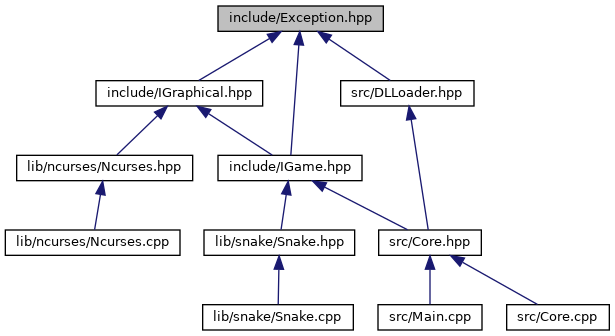 include/Exception.hpp
include/IGraphical.hpp
src/DLLoader.hpp
lib/ncurses/Ncurses.hpp
include/IGame.hpp
lib/ncurses/Ncurses.cpp
lib/snake/Snake.hpp
src/Core.hpp
lib/snake/Snake.cpp
src/Main.cpp
src/Core.cpp